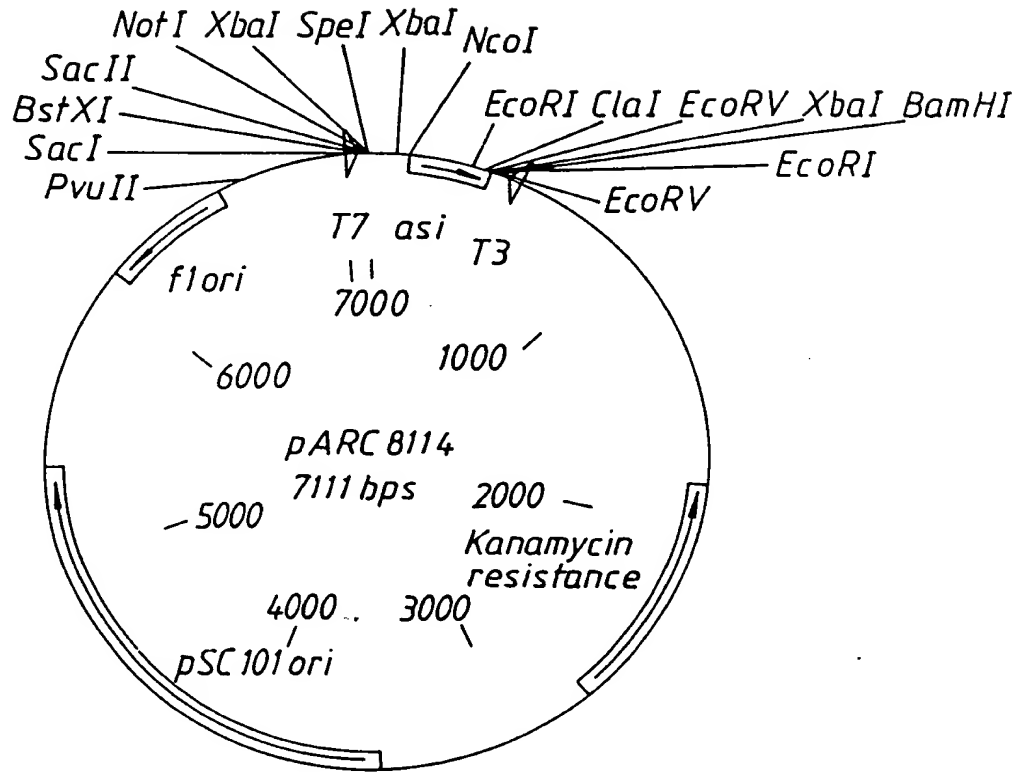 NotI XbaI SpeI XbaI NcoI
SacII
BstXI
SacI
PvuII
EcoRI ClaI EcoRV XbaI BamHI
EcoRI
EcoRV
T7 asi T3
f1ori
7000
1000
6000
pARC 8114
7111 bps
2000
5000
Kanamycin
resistance
4000
3000
pSC101ori